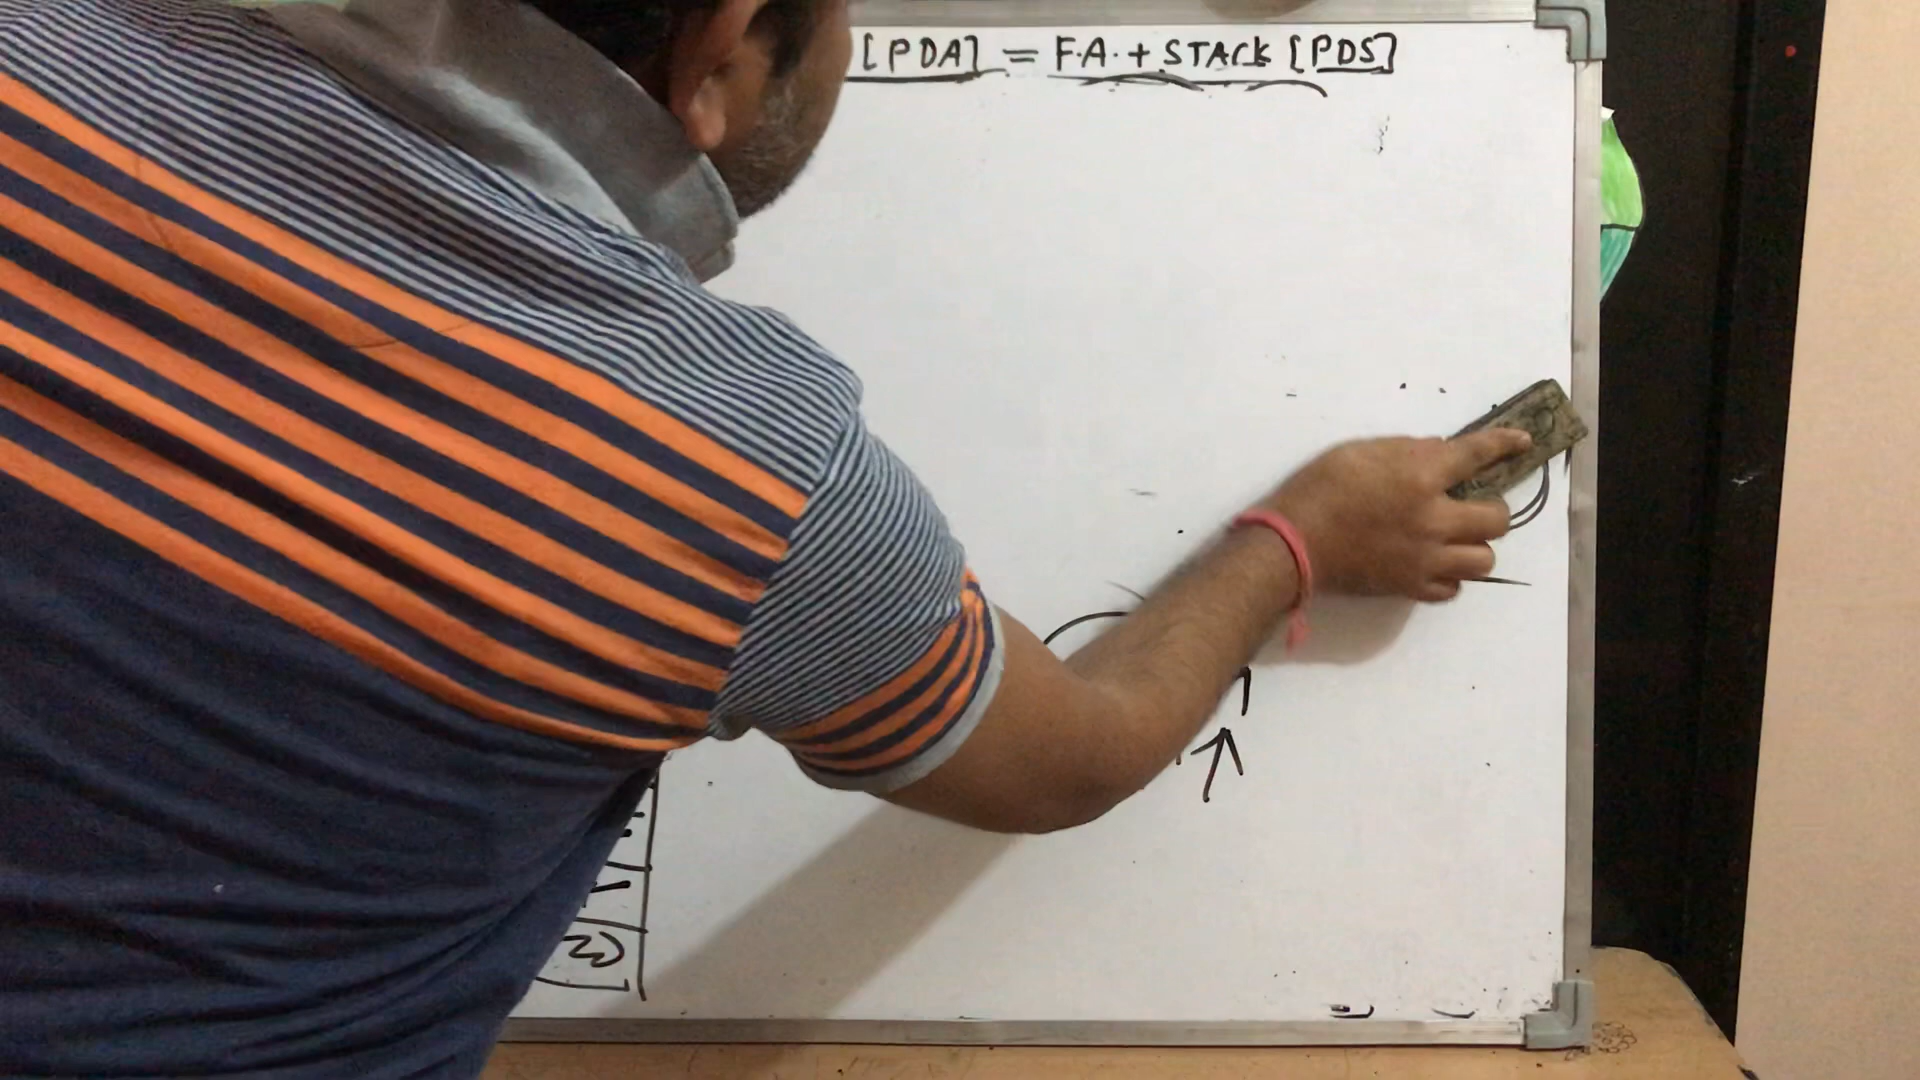 [PDA] = F.A. + STACK [PDS]